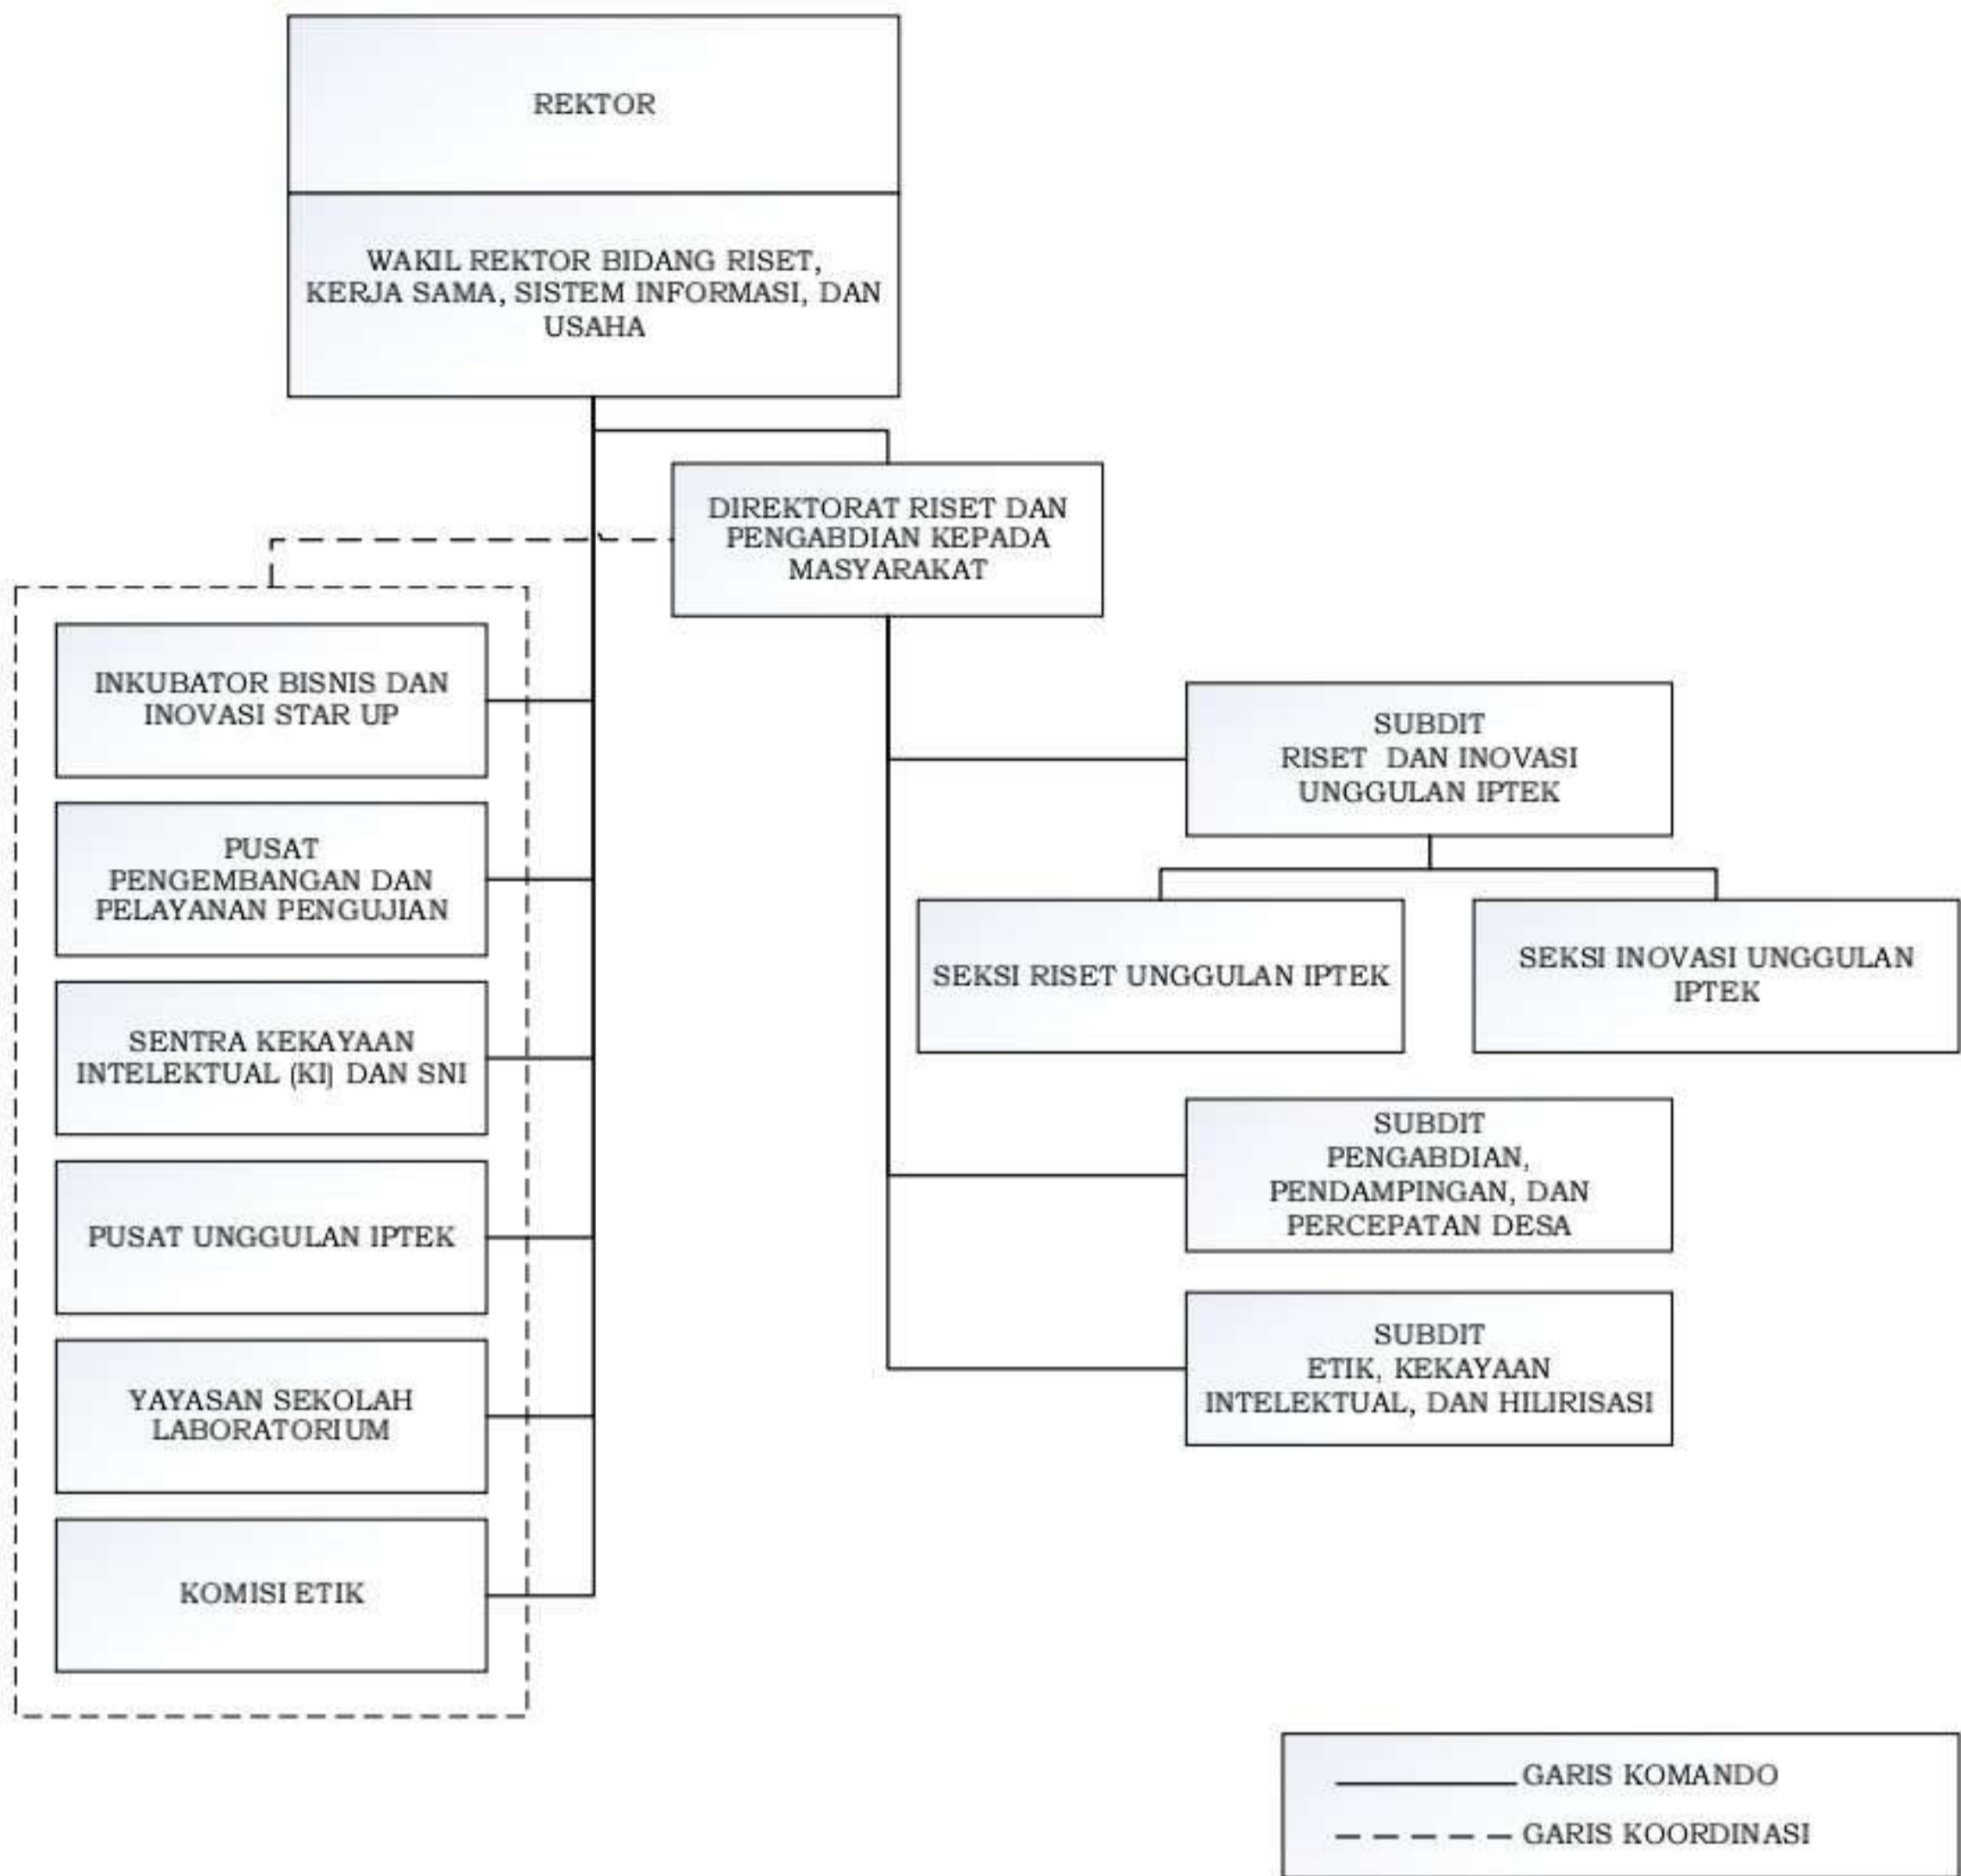 REKTOR
WAKIL REKTOR BIDANG RISET,
KERJA SAMA, SISTEM INFORMASI, DAN
USAHA
DIREKTORAT RISET DAN
PENGABDIAN KEPADA
MASYARAKAT
INKUBATOR BISNIS DAN
INOVASI STAR UP
PUSAT
PENGEMBANGAN DAN
PELAYANAN PENGUJIAN
SENTRA KEKAYAAN
INTELEKTUAL (KI) DAN SNI
PUSAT UNGGULAN IPTEK
YAYASAN SEKOLAH
LABORATORIUM
KOMISI ETIK
SUBDIT
RISET DAN INOVASI
UNGGULAN IPTEK
SEKSI RISET UNGGULAN IPTEK
SEKSI INOVASI UNGGULAN
IPTEK
SUBDIT
PENGABDIAN,
PENDAMPINGAN, DAN
PERCEPATAN DESA
SUBDIT
ETIK, KEKAYAAN
INTELEKTUAL, DAN HILIRISASI
GARIS KOMANDO
GARIS KOORDINASI